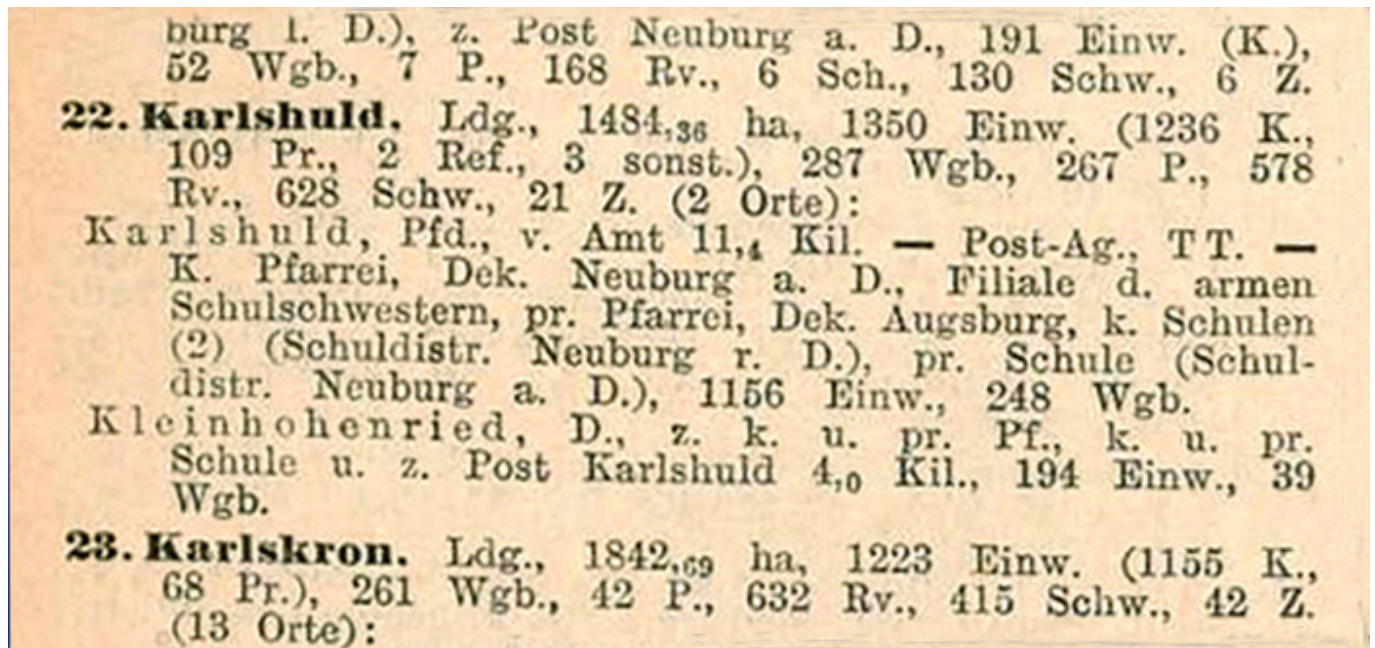 burg l. D.), z. Post Neuburg a. D., 191 Einw. (K.),
52 Wgb., 7 P., 168 Rv., 6 Sch., 130 Schw., 6 Z.
22. Karlshuld. Ldg., 1484,36 ha, 1350 Einw. (1236 K.,
109 Pr., 2 Ref., 3 sonst.), 287 Wgb., 267 P., 578
Rv., 628 Schw., 21 Z. (2 Orte):
Karlshuld, Pfd., v. Amt 11,4 Kil. — Post-Ag., TT. —
K. Pfarrei, Dek. Neuburg a. D., Filiale d. armen
Schulschwestern, pr. Pfarrei, Dek. Augsburg, k. Schulen
(2) (Schuldistr. Neuburg r. D.), pr. Schule (Schul-
distr. Neuburg a. D.), 1156 Einw., 248 Wgb.
Kleinhohenried, D., z. k. u. pr. Pf., k. u. pr.
Schule u. z. Post Karlshuld 4,0 Kil., 194 Einw., 39
Wgb.
23. Karlskron. Ldg., 1842,69 ha, 1223 Einw. (1155 K.,
68 Pr.), 261 Wgb., 42 P., 632 Rv., 415 Schw., 42 Z.
(13 Orte):